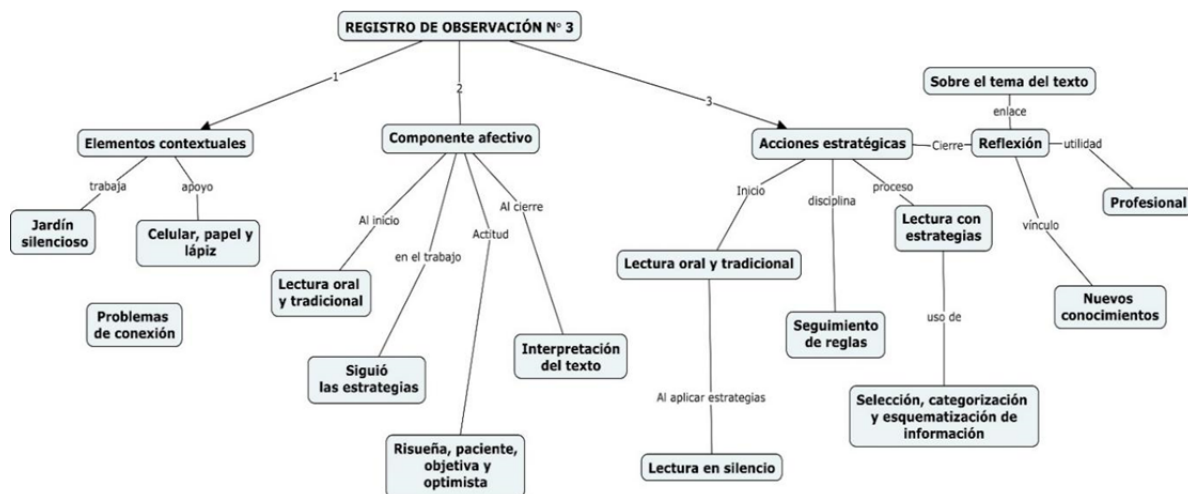 REGISTRO DE OBSERVACIÓN N° 3
1
2
3
Elementos contextuales
trabaja
apoyo
Jardín
silencioso
Celular, papel y
lápiz
Problemas
de conexión
Componente afectivo
Al inicio
en el trabajo
Actitud
Al cierre
Lectura oral
y tradicional
Siguió
las estrategias
Risueña, paciente,
objetiva y
optimista
Interpretación
del texto
Acciones estratégicas
Inicio
disciplina
proceso
Cierre
Lectura oral y tradicional
Al aplicar estrategias
Lectura en silencio
Seguimiento
de reglas
Lectura con
estrategias
uso de
Selección, categorización
y esquematización de
información
Sobre el tema del texto
enlace
Reflexión
utilidad
Profesional
vínculo
Nuevos
conocimientos